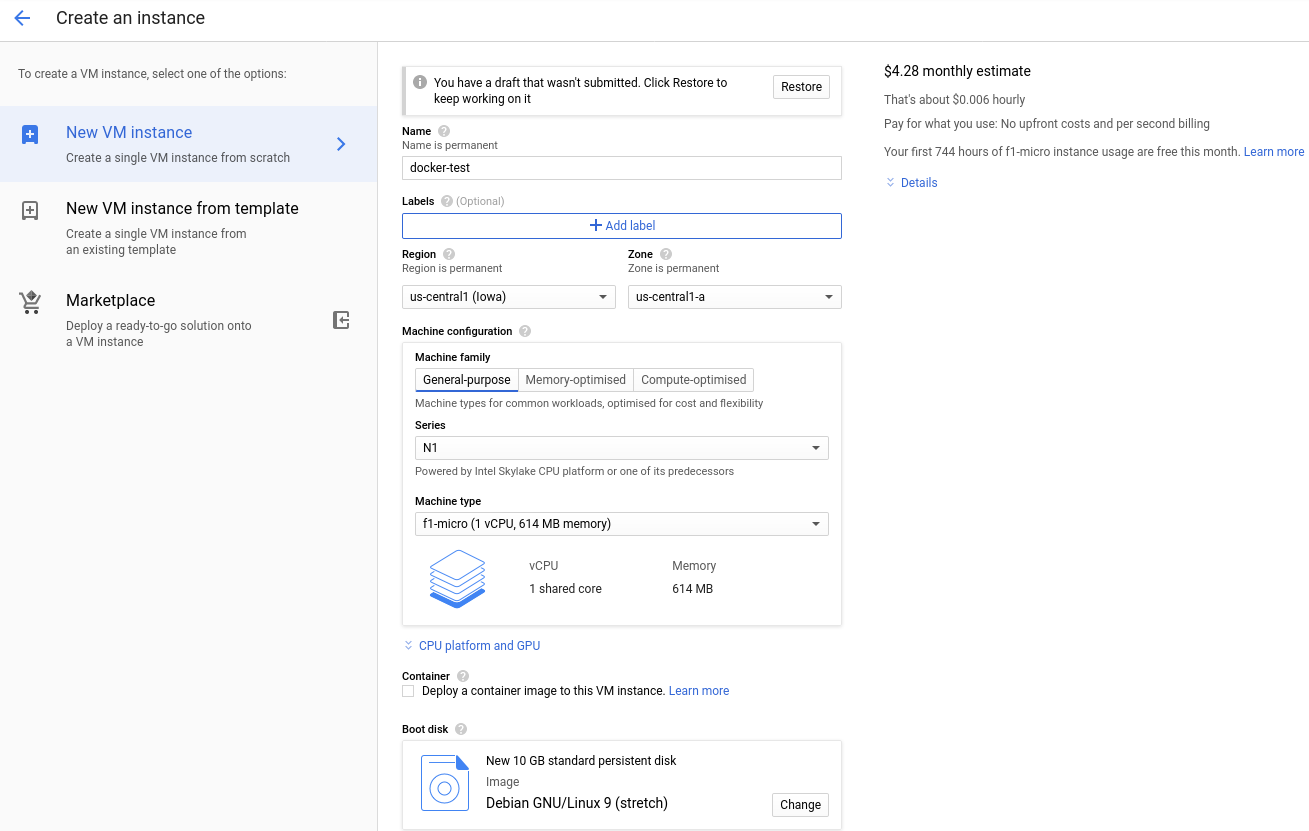 Create an instance
To create a VM instance, select one of the options:
New VM instance
Create a single VM instance from scratch
New VM instance from template
Create a single VM instance from
an existing template
Marketplace
Deploy a ready-to-go solution onto
a VM instance
You have a draft that wasn't submitted. Click Restore to
keep working on it
Restore
Name
Name is permanent
docker-test
Labels (Optional)
Add label
Region
Region is permanent
us-central1 (Iowa)
Zone
Zone is permanent
us-central1-a
Machine configuration
Machine family
General-purpose Memory-optimised Compute-optimised
Machine types for common workloads, optimised for cost and flexibility
Series
N1
Powered by Intel Skylake CPU platform or one of its predecessors
Machine type
f1-micro (1 vCPU, 614 MB memory)
vCPU Memory
1 shared core 614 MB
CPU platform and GPU
Container
Deploy a container image to this VM instance. Learn more
Boot disk
New 10 GB standard persistent disk
Image
Debian GNU/Linux 9 (stretch)
Change
$4.28 monthly estimate
That's about $0.006 hourly
Pay for what you use: No upfront costs and per second billing
Your first 744 hours of f1-micro instance usage are free this month. Learn more
Details